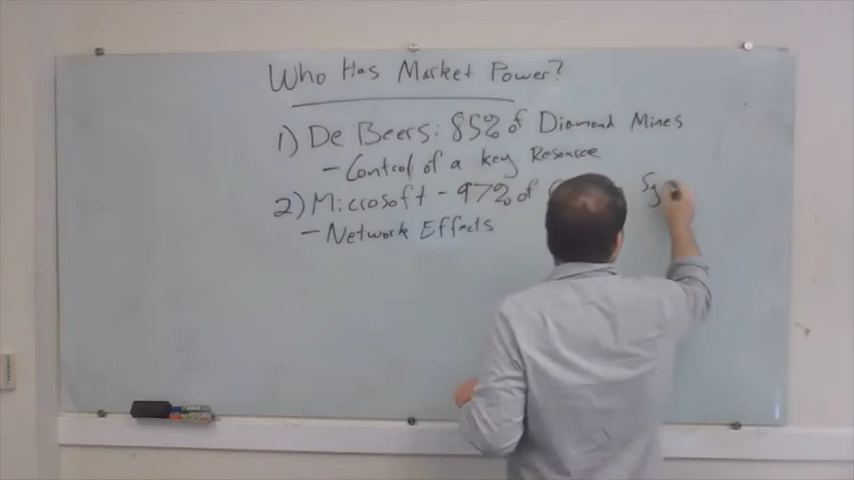 Who Has Market Power?
1) De Beers: 85% of Diamond Mines
- Control of a key Resource
2) Microsoft - 97% of Sy
- Network Effects